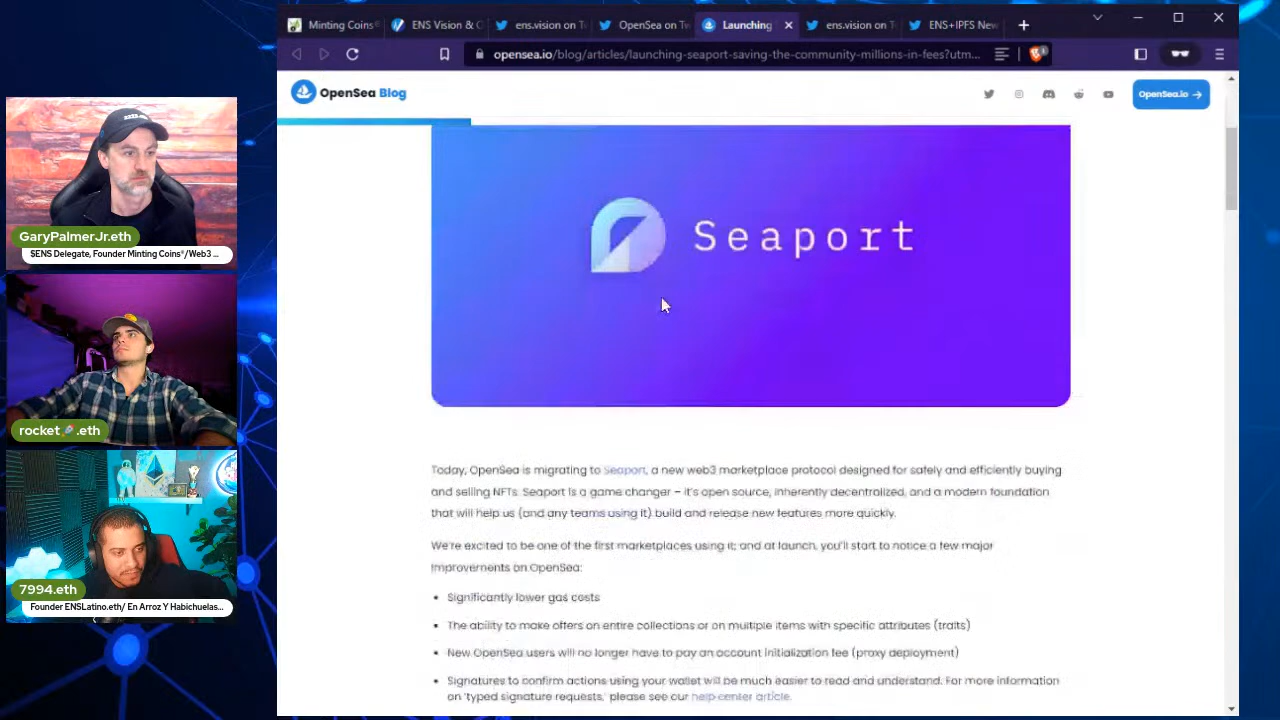 Minting Coins®
ENS Vision & C
ens.vision on T
OpenSea on Tw
Launching
ens.vision on T
ENS+IPFS New
opensea.io/blog/articles/launching-seaport-saving-the-community-millions-in-fees?utm...
OpenSea Blog
OpenSea.io →
Seaport
Today, OpenSea is migrating to Seaport, a new web3 marketplace protocol designed for safely and efficiently buying
and selling NFTs. Seaport is a game changer – it's open source, inherently decentralized, and a modern foundation
that will help us (and any teams using it) build and release new features more quickly.
We're excited to be one of the first marketplaces using it; and at launch, you'll start to notice a few major
improvements on OpenSea:
• Significantly lower gas costs
• The ability to make offers on entire collections or on multiple items with specific attributes (traits)
• New OpenSea users will no longer have to pay an account initialization fee (proxy deployment)
• Signatures to confirm actions using your wallet will be much easier to read and understand. For more information
on 'typed signature requests,' please see our help center article.
GaryPalmerJr.eth
$ENS Delegate, Founder Minting Coins®/Web3 ...
rocket🚀.eth
7994.eth
Founder ENSLatino.eth/ En Arroz Y Habichuelas...